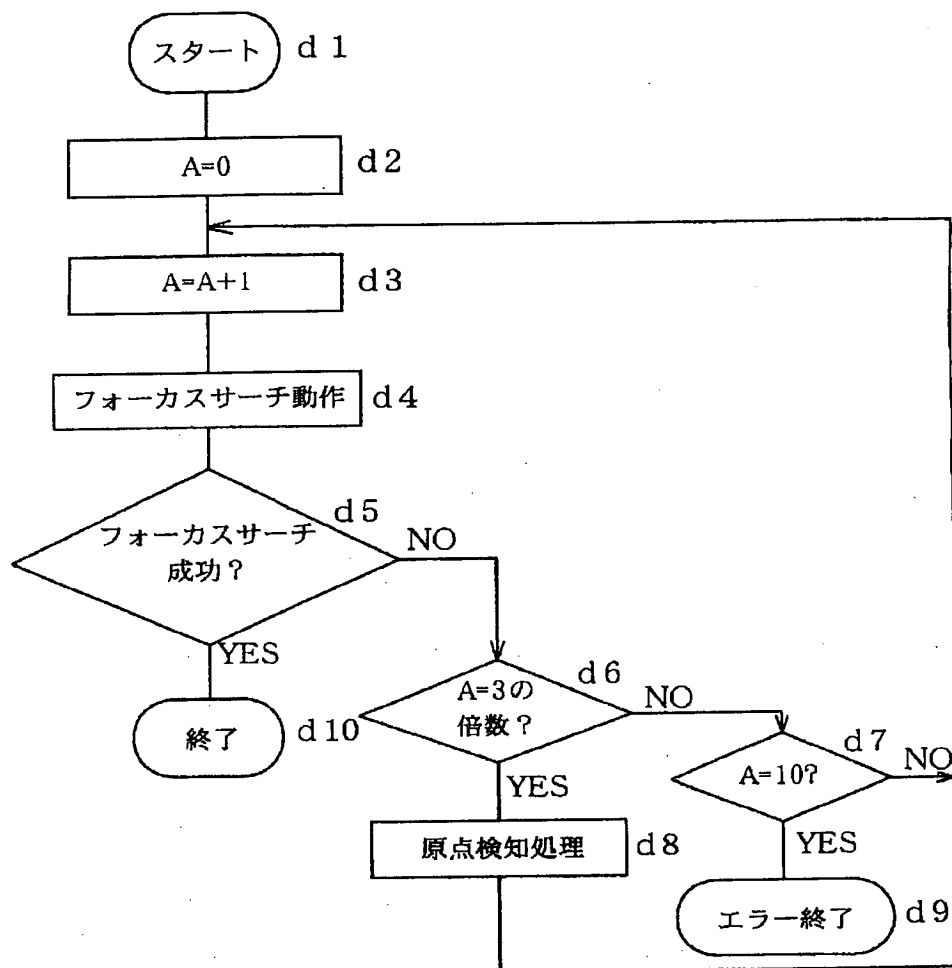 スタート
d1
A=0
d2
A=A+1
d3
フォーカスサーチ動作
d4
d5
フォーカスサーチ
成功?
NO
YES
終了
d10
d6
A=3の
倍数?
NO
YES
d7
A=10?
NO
YES
原点検知処理
d8
エラー終了
d9